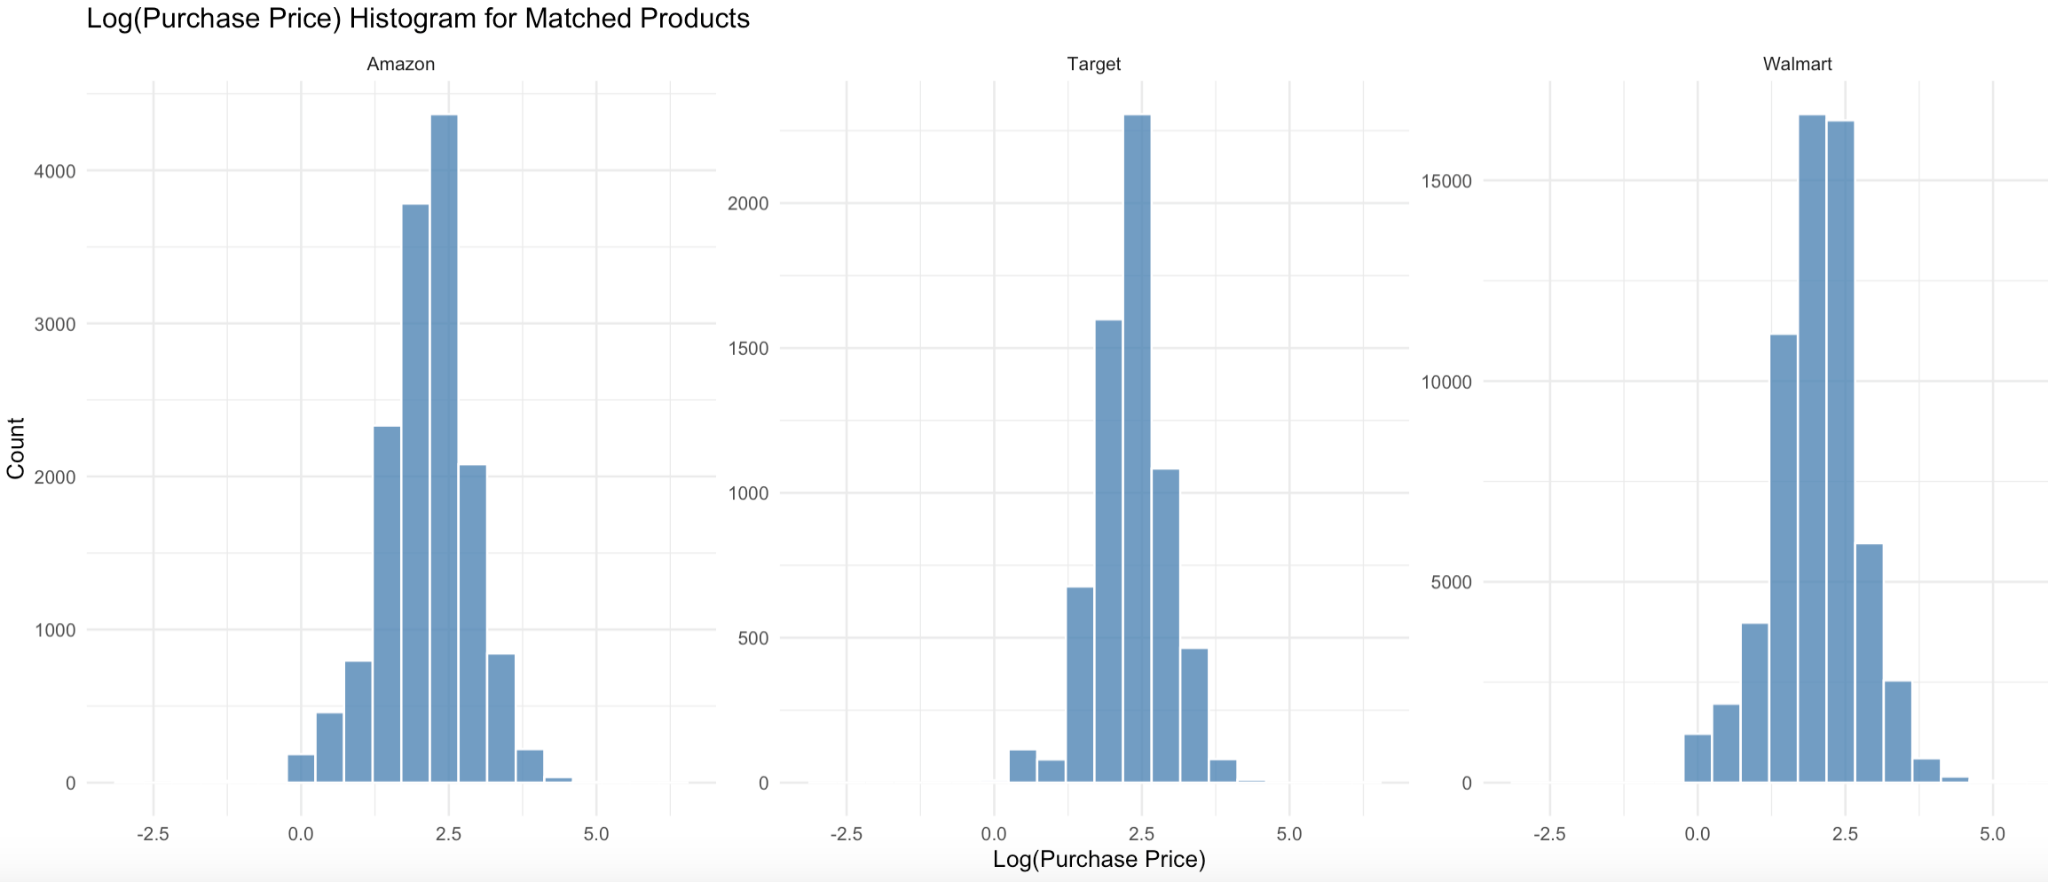 Log(Purchase Price) Histogram for Matched Products
Amazon
Target
Walmart
Count
4000
3000
2000
1000
0
2000
1500
1000
500
0
15000
10000
5000
0
-2.5 0.0 2.5 5.0
-2.5 0.0 2.5 5.0
-2.5 0.0 2.5 5.0
Log(Purchase Price)